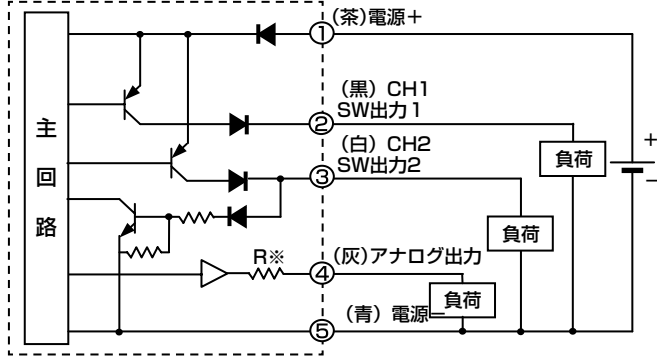 主回路
①
(茶)電源＋
(黒) CH1
SW出力1
②
(白) CH2
SW出力2
③
R※
④
(灰)アナログ出力
(青) 電源−
⑤
負荷
負荷
負荷
＋
−